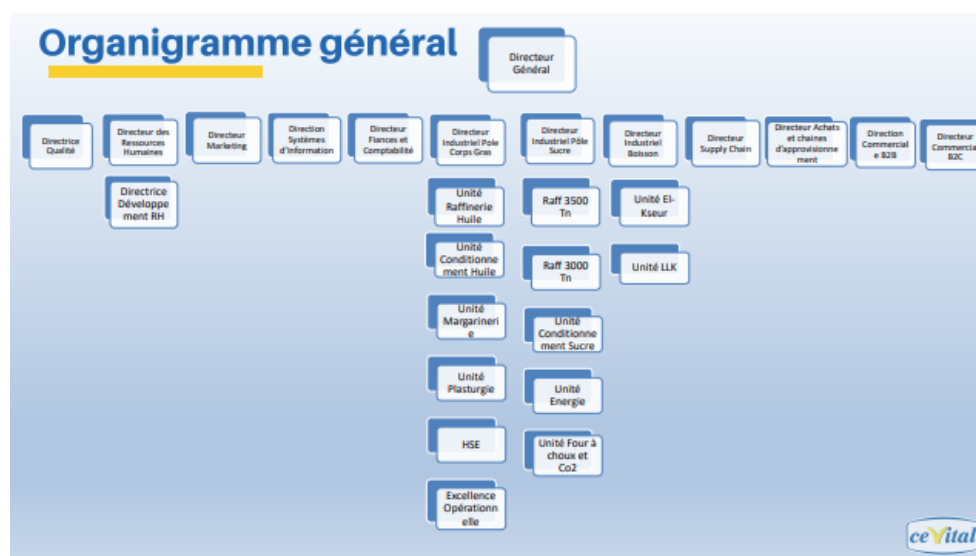 Organigramme général
Directeur
Général
Directrice
Qualité
Directeur des
Ressources
Humaines
Directeur
Marketing
Direction
Systèmes
d'Information
Directeur
Fiances et
Comptabilité
Directeur
Industriel Pole
Corps Gras
Directeur
Industriel Pôle
Sucre
Directeur
Industriel
Boisson
Directeur
Supply Chain
Directeur Achats
et chaines
d'approvisionne
ment
Direction
Commercial
e B2B
Directeur
Commercia
B2C
Directrice
Développe
ment RH
Unité
Raffinerie
Huile
Raff 3500
Tn
Unité El-
Kseur
Unité
Conditionne
ment Huile
Raff 3000
Tn
Unité LLK
Unité
Margarineri
e
Unité
Conditionne
ment Sucre
Unité
Plasturgie
Unité
Energie
HSE
Unité Four à
choux et
Co2
Excellence
Opérationn
elle
ceVital